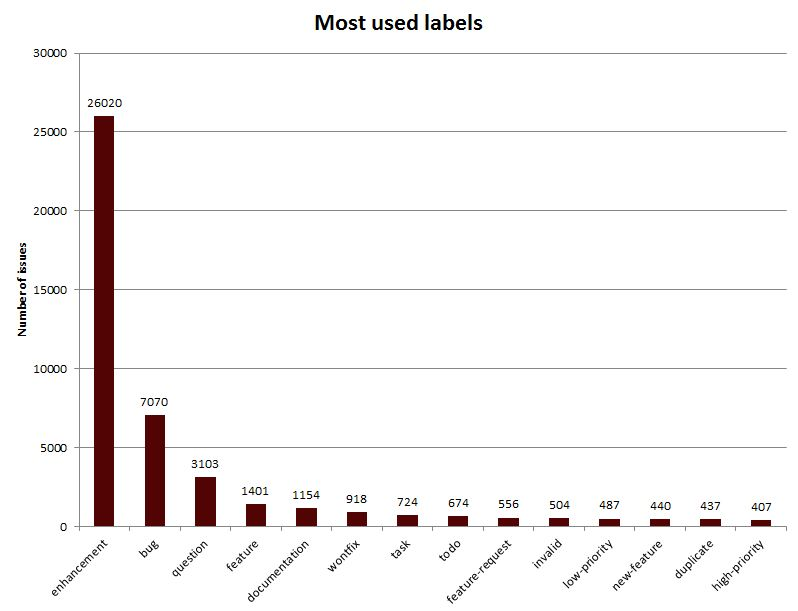 Most used labels
30000
25000
20000
15000
10000
5000
0
Number of issues
26020
7070
3103
1401
1154
918
724
674
556
504
487
440
437
407
enhancement
bug
question
feature
documentation
wontfix
task
todo
feature-request
invalid
low-priority
new-feature
duplicate
high-priority